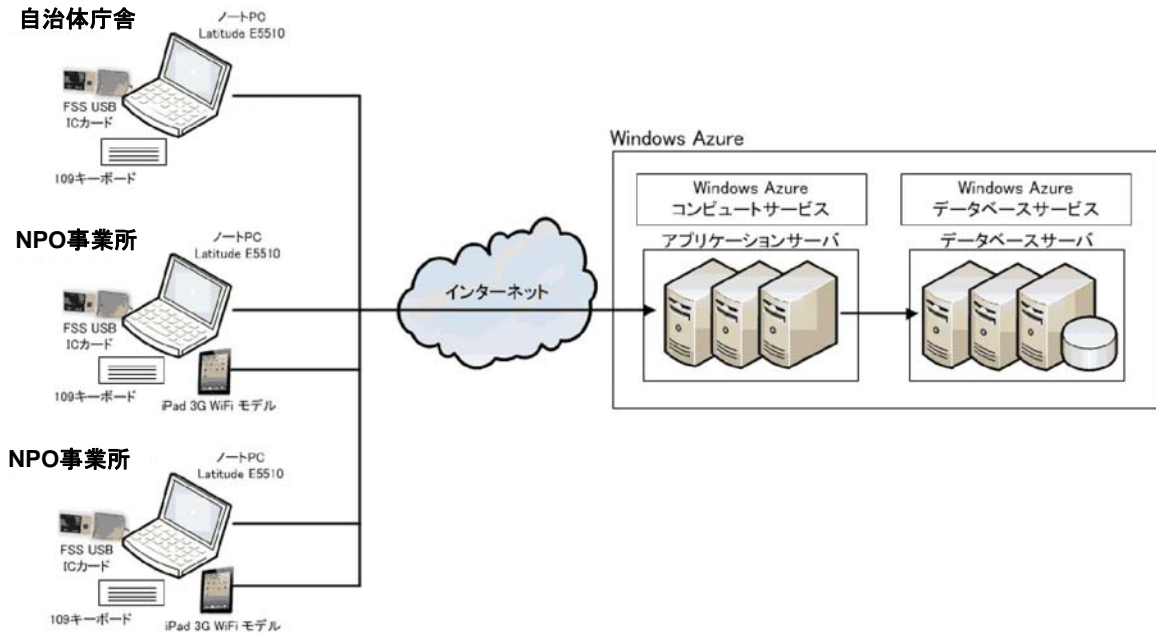 自治体庁舎
ノートPC
Latitude E5510
FSS USB
ICカード
109キーボード
NPO事業所
ノートPC
Latitude E5510
FSS USB
ICカード
109キーボード
iPad 3G WiFi モデル
NPO事業所
ノートPC
Latitude E5510
FSS USB
ICカード
109キーボード
iPad 3G WiFi モデル
インターネット
Windows Azure
Windows Azure
コンピュートサービス
アプリケーションサーバ
Windows Azure
データベースサービス
データベースサーバ